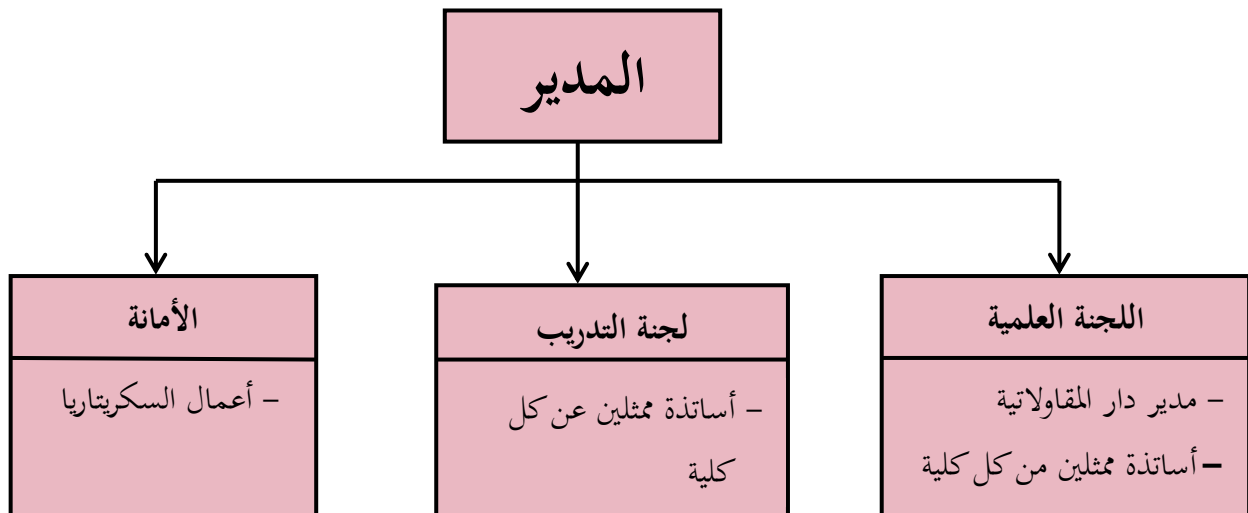 المدير
اللجنة العلمية
– مدير دار المقاولاتية
– أساتذة ممثلين من كل كلية
لجنة التدريب
– أساتذة ممثلين عن كل
كلية
الأمانة
– أعمال السكريتاريا